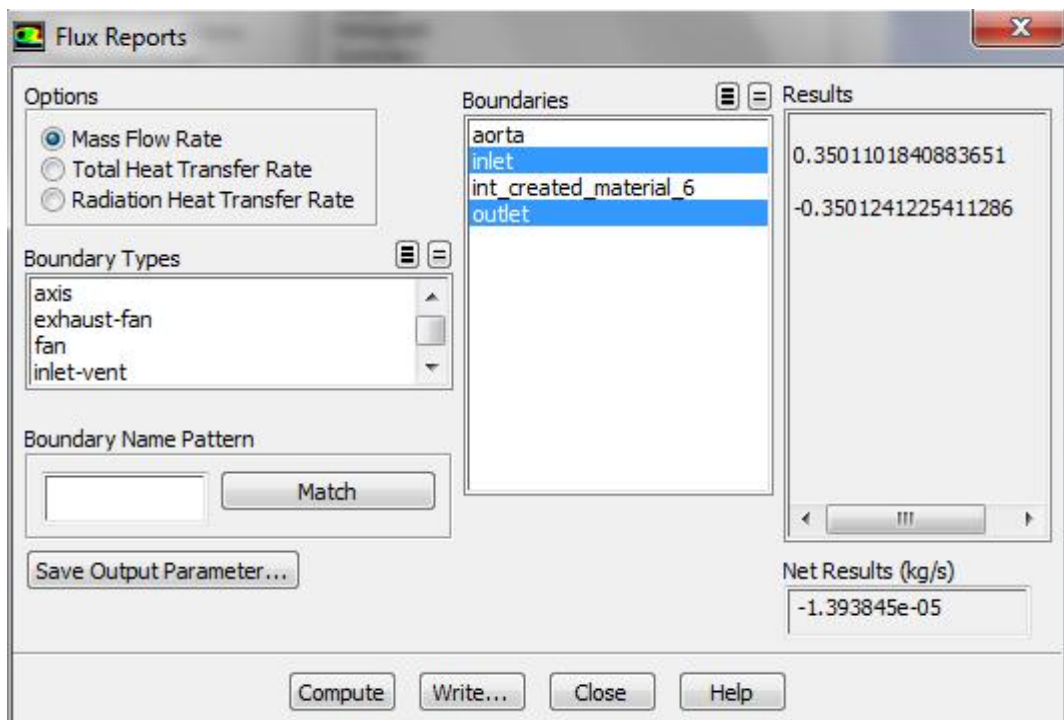 Flux Reports
X
Options
Mass Flow Rate
Total Heat Transfer Rate
Radiation Heat Transfer Rate
Boundary Types
axis
exhaust-fan
fan
inlet-vent
Boundary Name Pattern
Match
Save Output Parameter...
Boundaries
aorta
inlet
int_created_material_6
outlet
Results
0.3501101840883651
-0.3501241225411286
Net Results (kg/s)
-1.393845e-05
Compute
Write...
Close
Help